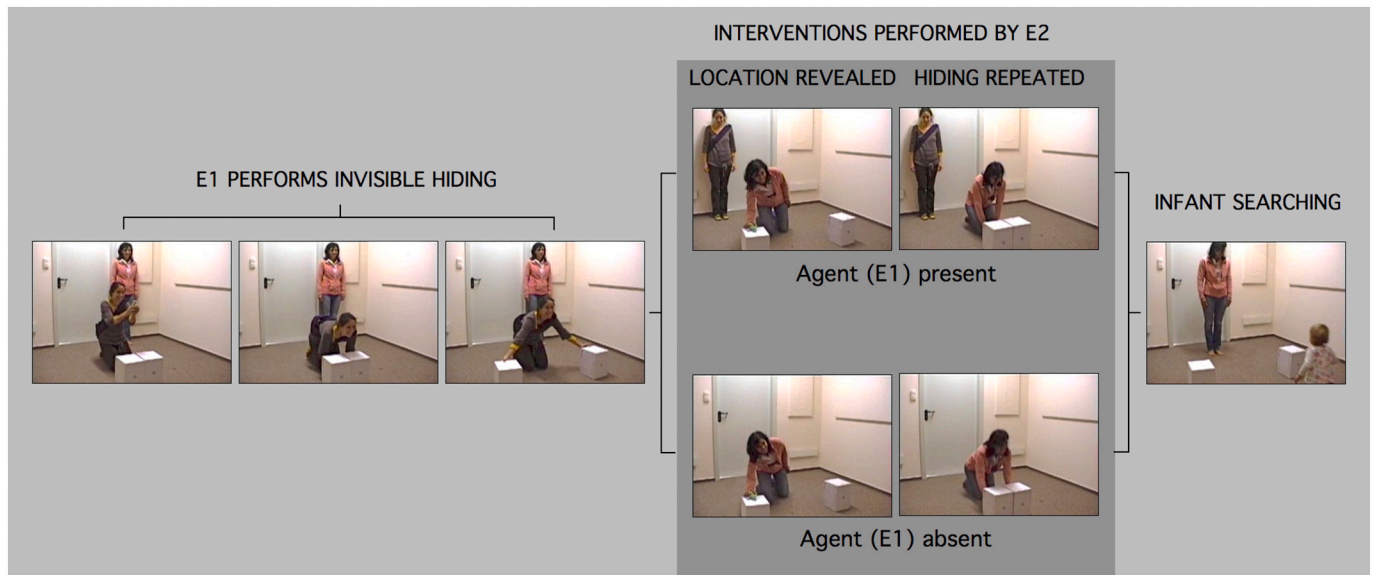 INTERVENTIONS PERFORMED BY E2
LOCATION REVEALED
HIDING REPEATED
E1 PERFORMS INVISIBLE HIDING
INFANT SEARCHING
Agent (E1) present
Agent (E1) absent